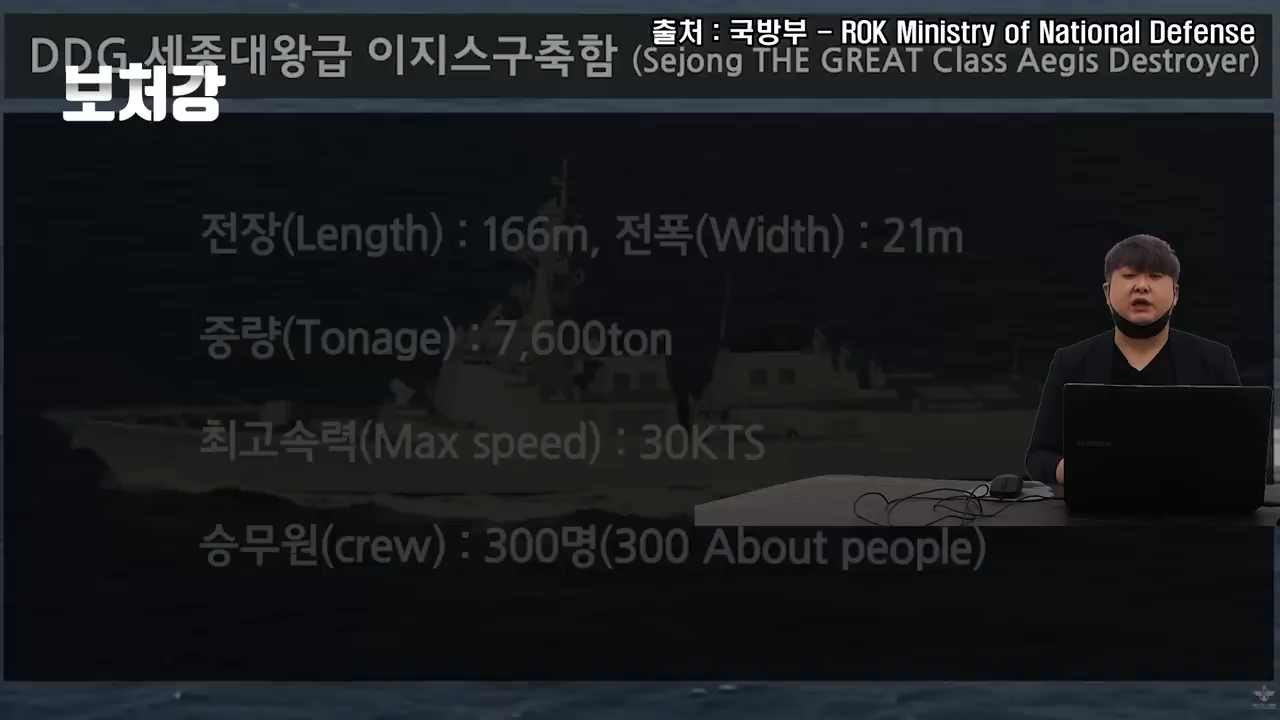 출처 : 국방부 – ROK Ministry of National Defense
DDG 세종대왕급 이지스구축함 (Sejong THE GREAT Class Aegis Destroyer)
보처강
전장(Length) : 166m, 전폭(Width) : 21m
중량(Tonage) : 7,600ton
최고속력(Max speed) : 30KTS
승무원(crew) : 300명(300 About people)